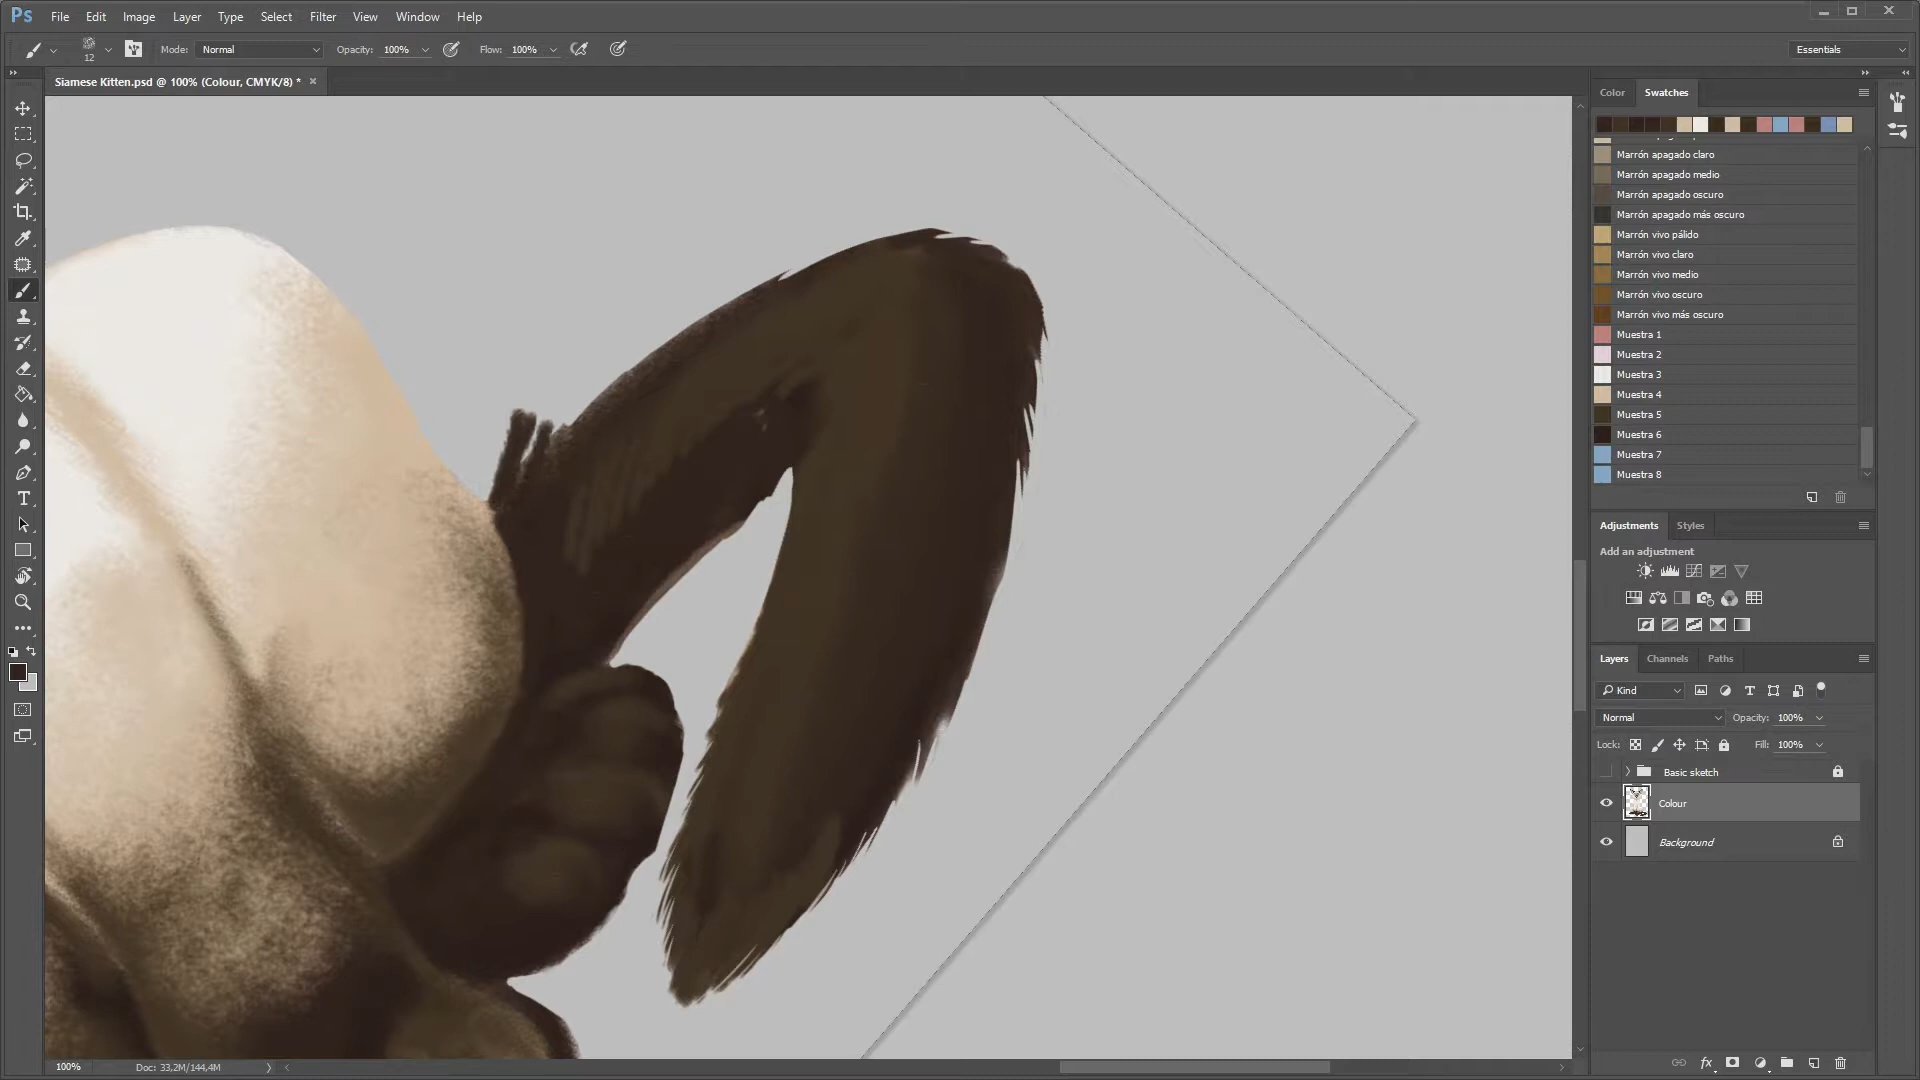 Ps File Edit Image Layer Type Select Filter 3D View Window Help
12 Mode: Normal Opacity: 100% Flow: 100% Essentials
Siamese Kitten.psd @ 100% (Colour, CMYK/8) *
Color Swatches
Marrón apagado claro
Marrón apagado medio
Marrón apagado oscuro
Marrón apagado más oscuro
Marrón vivo pálido
Marrón vivo claro
Marrón vivo medio
Marrón vivo oscuro
Marrón vivo más oscuro
Muestra 1
Muestra 2
Muestra 3
Muestra 4
Muestra 5
Muestra 6
Muestra 7
Muestra 8
Adjustments Styles
Add an adjustment
Layers Channels Paths
Kind
Normal Opacity: 100%
Lock: Fill: 100%
Basic sketch
Colour
Background
100% Doc: 33,2M/144,4M